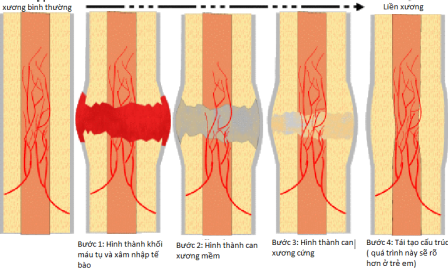 xương bình thường
Liền xương
Bước 1: Hình thành khối
máu tụ và xâm nhập tế
bào
Bước 2: Hình thành can
xương mềm
Bước 3: Hình thành can
xương cứng
Bước 4: Tái tạo cấu trúc
( quá trình này sẽ rõ
hơn ở trẻ em)